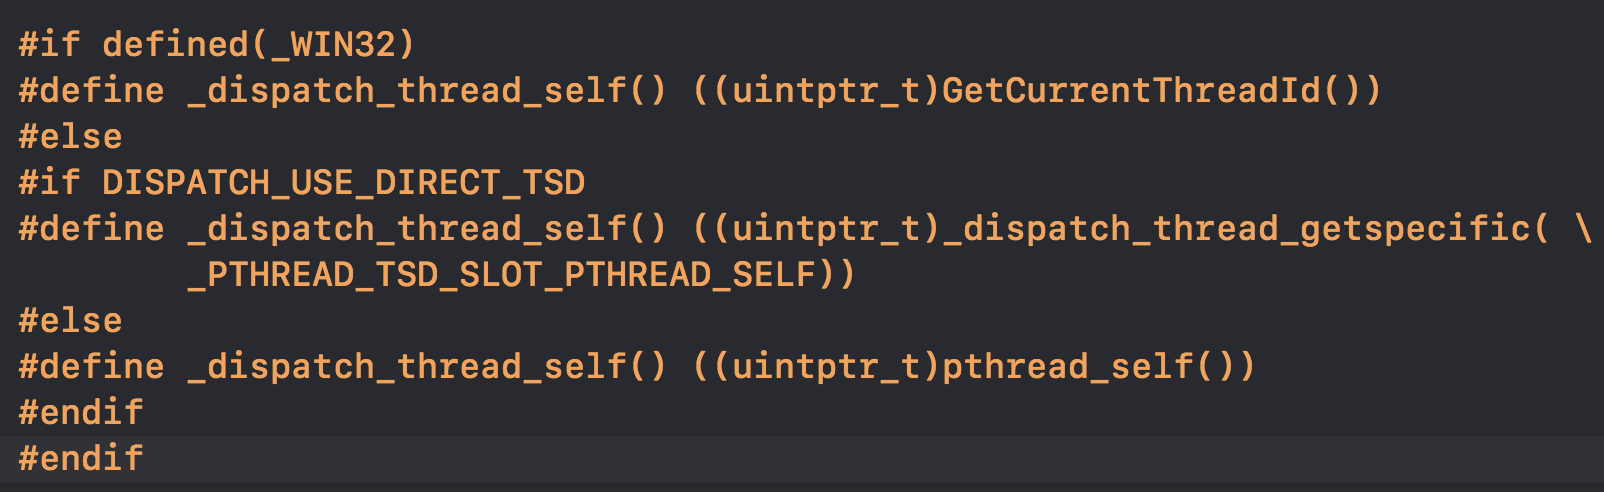 #if defined(_WIN32)
#define _dispatch_thread_self() ((uintptr_t)GetCurrentThreadId())
#else
#if DISPATCH_USE_DIRECT_TSD
#define _dispatch_thread_self() ((uintptr_t)_dispatch_thread_getspecific( \
        _PTHREAD_TSD_SLOT_PTHREAD_SELF))
#else
#define _dispatch_thread_self() ((uintptr_t)pthread_self())
#endif
#endif